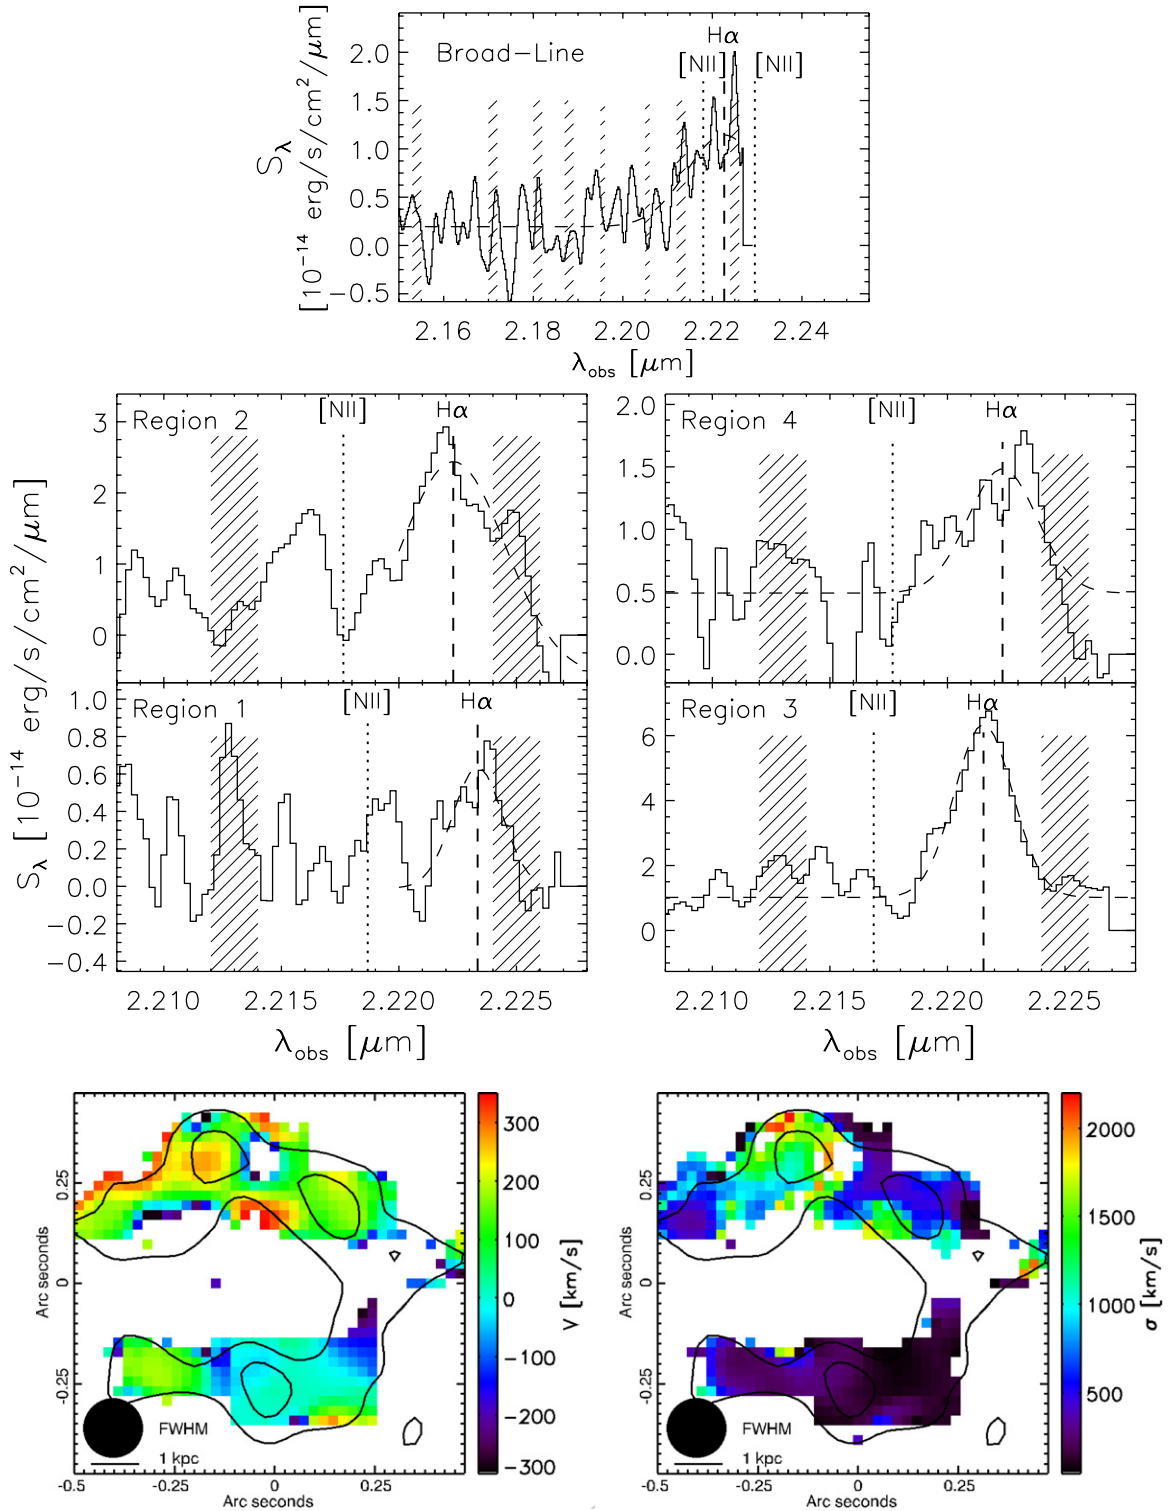 Broad-Line
Hα
[NII] [NII]
2.0
1.5
1.0
0.5
0.0
-0.5
Sλ
[10⁻¹⁴ erg/s/cm²/μm]
2.16 2.18 2.20 2.22 2.24
λobs [μm]
Region 2
[NII] Hα
3
2
1
0
Region 4
[NII] Hα
2.0
1.5
1.0
0.5
0.0
Region 1
[NII] Hα
1.0
0.8
0.6
0.4
0.2
0.0
-0.2
-0.4
Region 3
[NII] Hα
6
4
2
0
Sλ [10⁻¹⁴ erg/s/cm²/μm]
2.210 2.215 2.220 2.225
λobs [μm]
2.210 2.215 2.220 2.225
λobs [μm]
Arc seconds
0.25
0
-0.25
FWHM
1 kpc
-0.5 -0.25 0 0.25
Arc seconds
300
200
100
0
-100
-200
-300
V [km/s]
Arc seconds
0.25
0
-0.25
FWHM
1 kpc
-0.5 -0.25 0 0.25
Arc seconds
2000
1500
1000
500
σ [km/s]